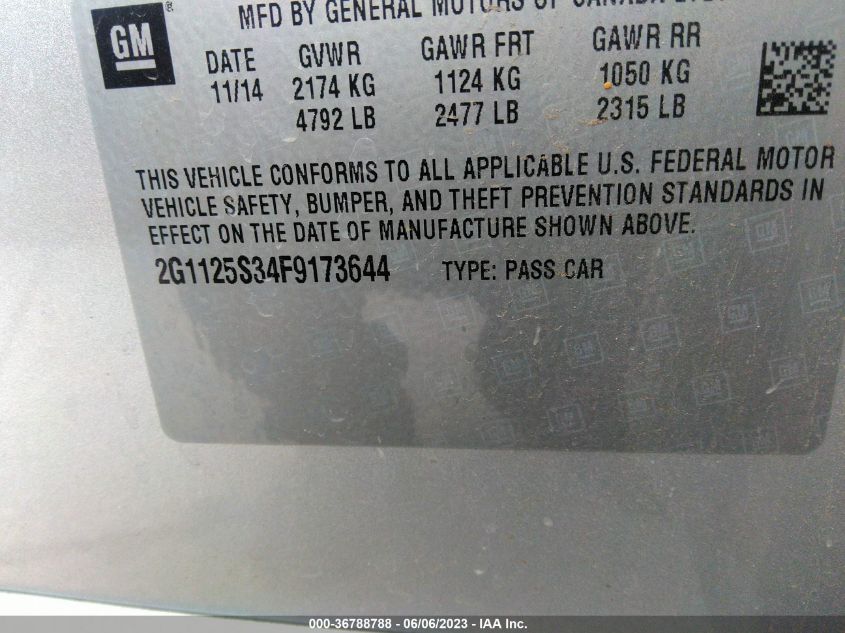 MFD BY GENERAL MOTORS OF CANADA LTD.
GM ®
DATE GVWR GAWR FRT GAWR RR
11/14 2174 KG 1124 KG 1050 KG
4792 LB 2477 LB 2315 LB
THIS VEHICLE CONFORMS TO ALL APPLICABLE U.S. FEDERAL MOTOR
VEHICLE SAFETY, BUMPER, AND THEFT PREVENTION STANDARDS IN
EFFECT ON THE DATE OF MANUFACTURE SHOWN ABOVE.
2G1125S34F9173644 TYPE: PASS CAR
000-36788788 - 06/06/2023 - IAA Inc.